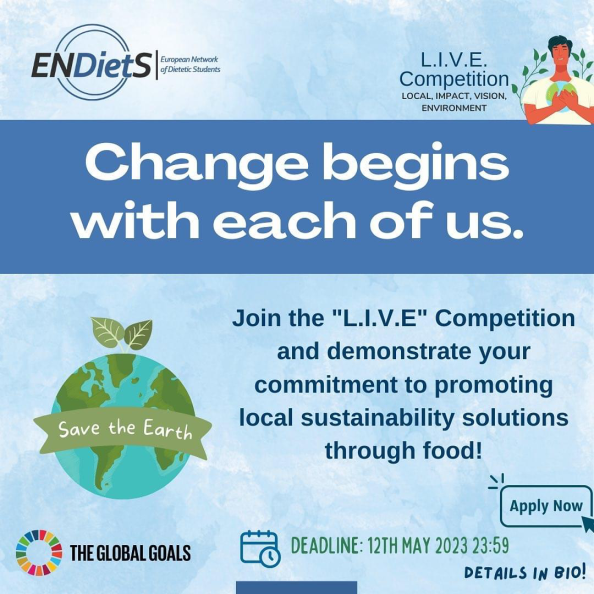 ENDietS
European Network
of Dietetic Students
L.I.V.E.
Competition
LOCAL, IMPACT, VISION,
ENVIRONMENT
Change begins
with each of us.
Join the "L.I.V.E" Competition
and demonstrate your
commitment to promoting
local sustainability solutions
through food!
Save the Earth
Apply Now
THE GLOBAL GOALS
DEADLINE: 12TH MAY 2023 23:59
DETAILS IN BIO!